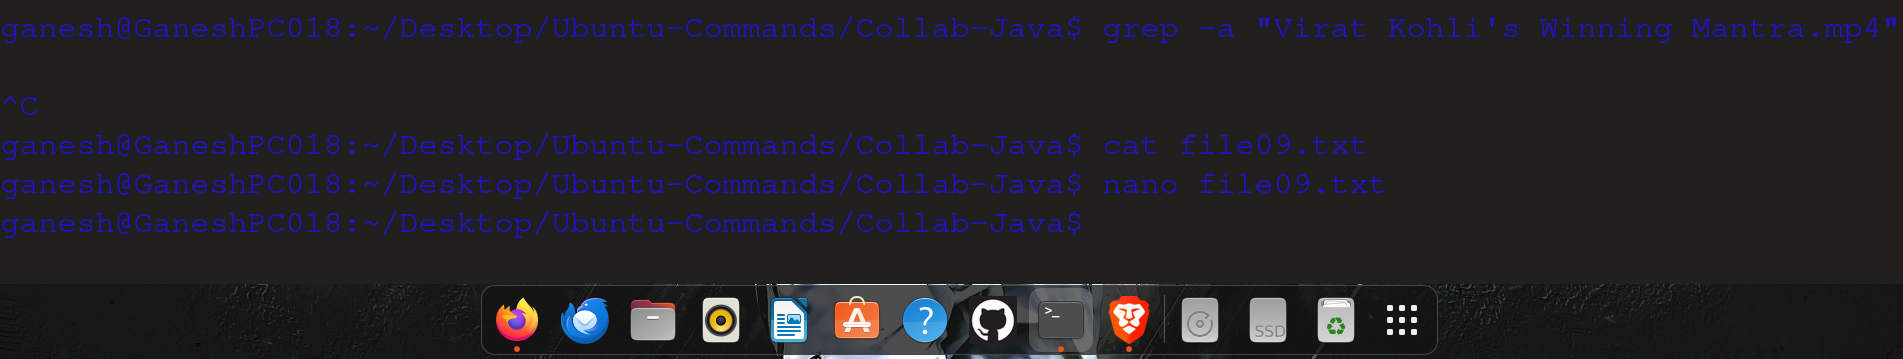 ganesh@GaneshPC018:~/Desktop/Ubuntu-Commands/Collab-Java$ grep -a "Virat Kohli's Winning Mantra.mp4"
^C
ganesh@GaneshPC018:~/Desktop/Ubuntu-Commands/Collab-Java$ cat file09.txt
ganesh@GaneshPC018:~/Desktop/Ubuntu-Commands/Collab-Java$ nano file09.txt
ganesh@GaneshPC018:~/Desktop/Ubuntu-Commands/Collab-Java$
>_
?
SSD